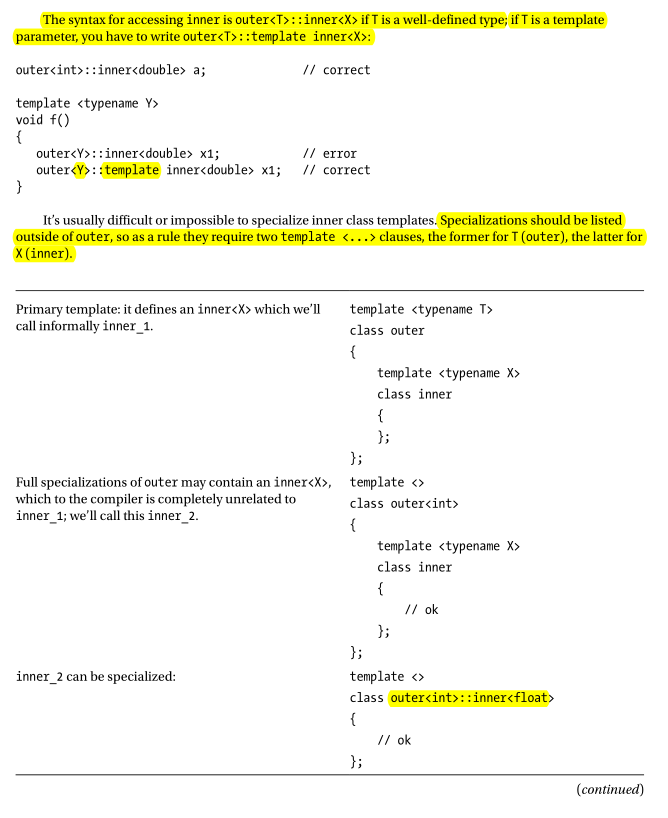 The syntax for accessing inner is outer<T>::inner<X> if T is a well-defined type; if T is a template
parameter, you have to write outer<T>::template inner<X>:
outer<int>::inner<double> a; // correct
template <typename Y>
void f()
{
outer<Y>::inner<double> x1; // error
outer<Y>::template inner<double> x1; // correct
}
It's usually difficult or impossible to specialize inner class templates. Specializations should be listed
outside of outer, so as a rule they require two template <...> clauses, the former for T (outer), the latter for
X (inner).
Primary template: it defines an inner<X> which we'll
call informally inner_1.
template <typename T>
class outer
{
template <typename X>
class inner
{
};
};
Full specializations of outer may contain an inner<X>,
which to the compiler is completely unrelated to
inner_1; we'll call this inner_2.
template <>
class outer<int>
{
template <typename X>
class inner
{
// ok
};
};
inner_2 can be specialized:
template <>
class outer<int>::inner<float>
{
// ok
};
(continued)